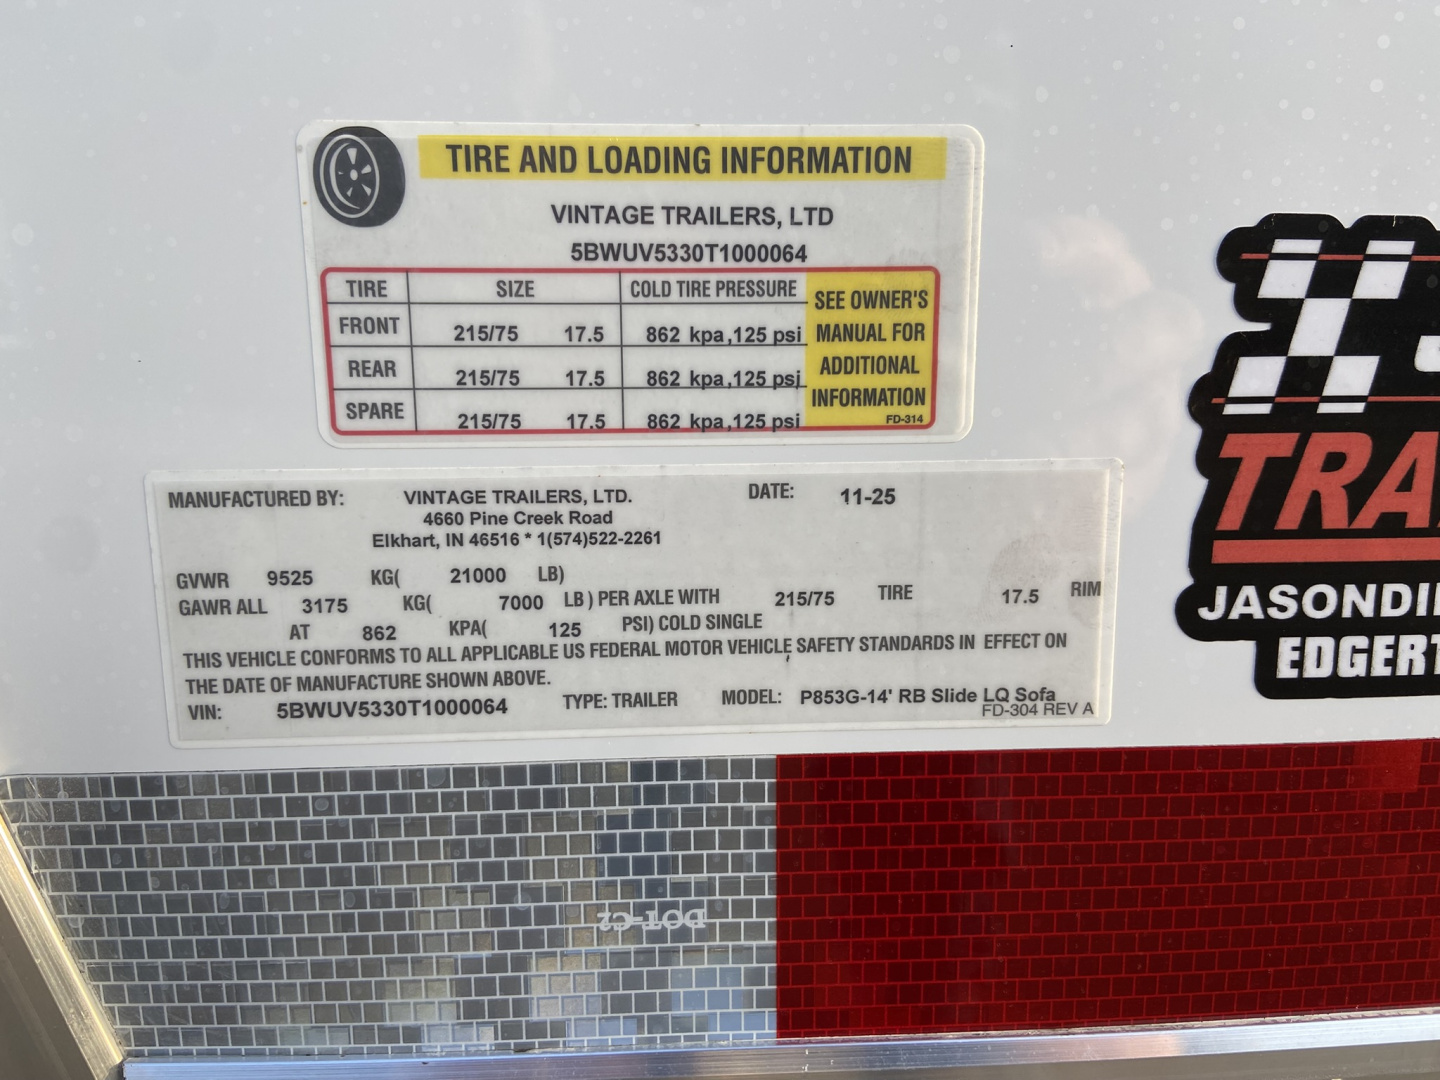 TIRE AND LOADING INFORMATION
VINTAGE TRAILERS, LTD
5BWUV5330T1000064
TIRE SIZE COLD TIRE PRESSURE
FRONT 215/75 17.5 862 kpa,125 psi
REAR 215/75 17.5 862 kpa,125 psi
SPARE 215/75 17.5 862 kpa,125 psi
SEE OWNER'S
MANUAL FOR
ADDITIONAL
INFORMATION
FD-314
MANUFACTURED BY: VINTAGE TRAILERS, LTD. DATE: 11-25
4660 Pine Creek Road
Elkhart, IN 46516 * 1(574)522-2261
GVWR 9525 KG( 21000 LB)
GAWR ALL 3175 KG( 7000 LB) PER AXLE WITH 215/75 TIRE 17.5 RIM
AT 862 KPA( 125 PSI) COLD SINGLE
THIS VEHICLE CONFORMS TO ALL APPLICABLE US FEDERAL MOTOR VEHICLE SAFETY STANDARDS IN EFFECT ON
THE DATE OF MANUFACTURE SHOWN ABOVE.
VIN: 5BWUV5330T1000064 TYPE: TRAILER MODEL: P853G-14' RB Slide LQ Sofa
FD-304 REV A
TRA
JASONDI
EDGERT
DOT-C2